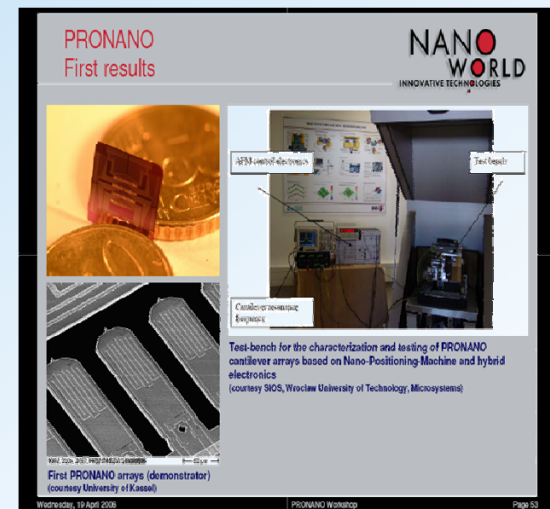 PRONANO
First results
NANO
WORLD
INNOVATIVE TECHNOLOGIES
AFM-control electronics
Test bench
Cantilever resonance
frequency
Test-bench for the characterization and testing of PRONANO
cantilever arrays based on Nano-Positioning-Machine and hybrid
electronics
(courtesy SIOS, Wroclaw University of Technology, Microsystems)
First PRONANO arrays (demonstrator)
(courtesy University of Kassel)
Wednesday, 19 April 2006
PRONANO Workshop
Page 53